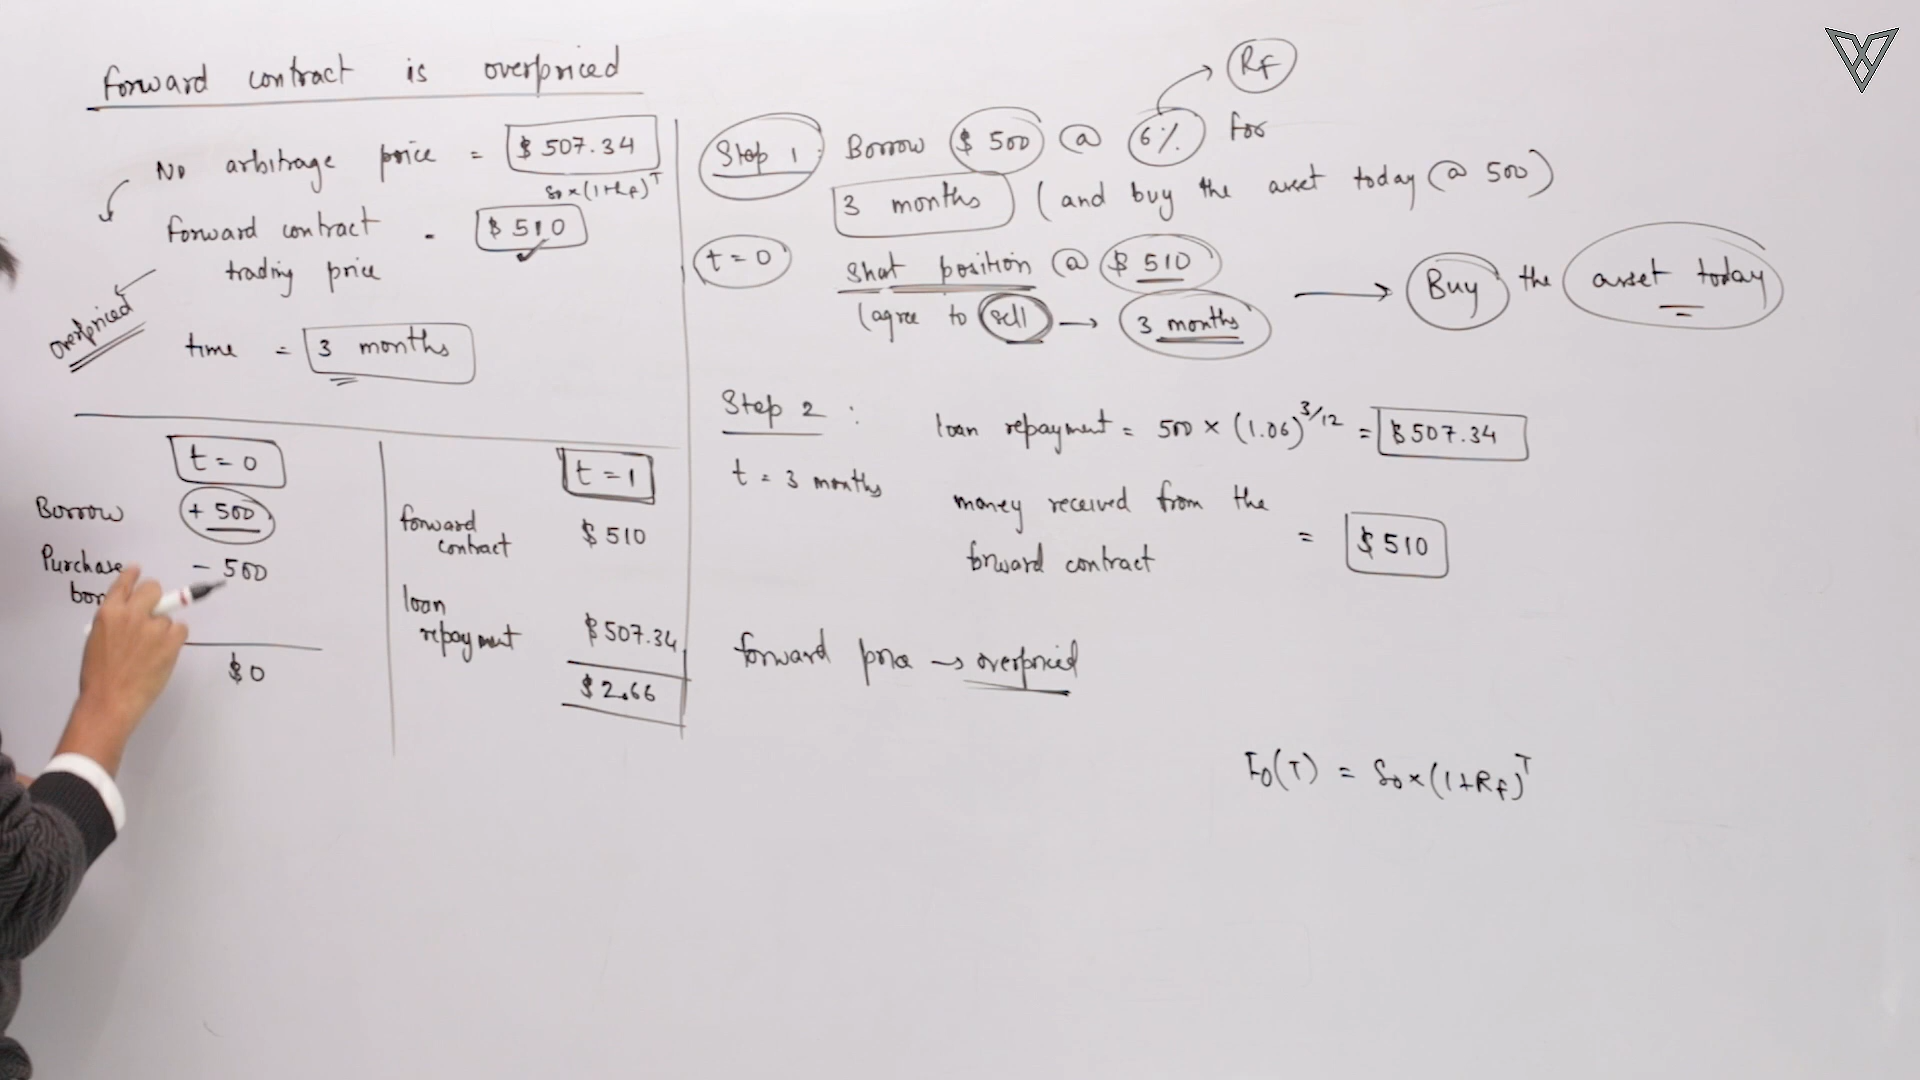 Forward contract is overpriced
No arbitrage price = $ 507.34
S0 × (1+Rf)^T
forward contract = $ 510
trading price
overpriced
time = 3 months
t = 0
Borrow + 500
Purchase - 500
$ 0
t = 1
forward $ 510
contract
loan
repayment $ 507.34
$ 2.66
Rf
Step 1 : Borrow $ 500 @ 6% for
3 months (and buy the asset today @ 500)
t = 0 Short position @ $ 510
(agree to sell → 3 months → Buy the asset today
Step 2 : loan repayment = 500 × (1.06)^3/12 = $ 507.34
t = 3 months
money received from the
forward contract = $ 510
forward price → overpriced
F0(T) = S0 × (1+Rf)^T